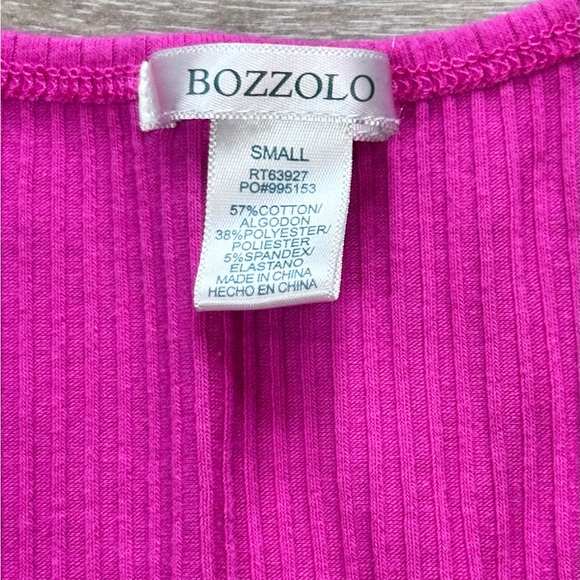 BOZZOLO
SMALL
RT63927
PO#995153
57%COTTON/
ALGODON
38%POLYESTER/
POLIESTER
5%SPANDEX/
ELASTANO
MADE IN CHINA
HECHO EN CHINA